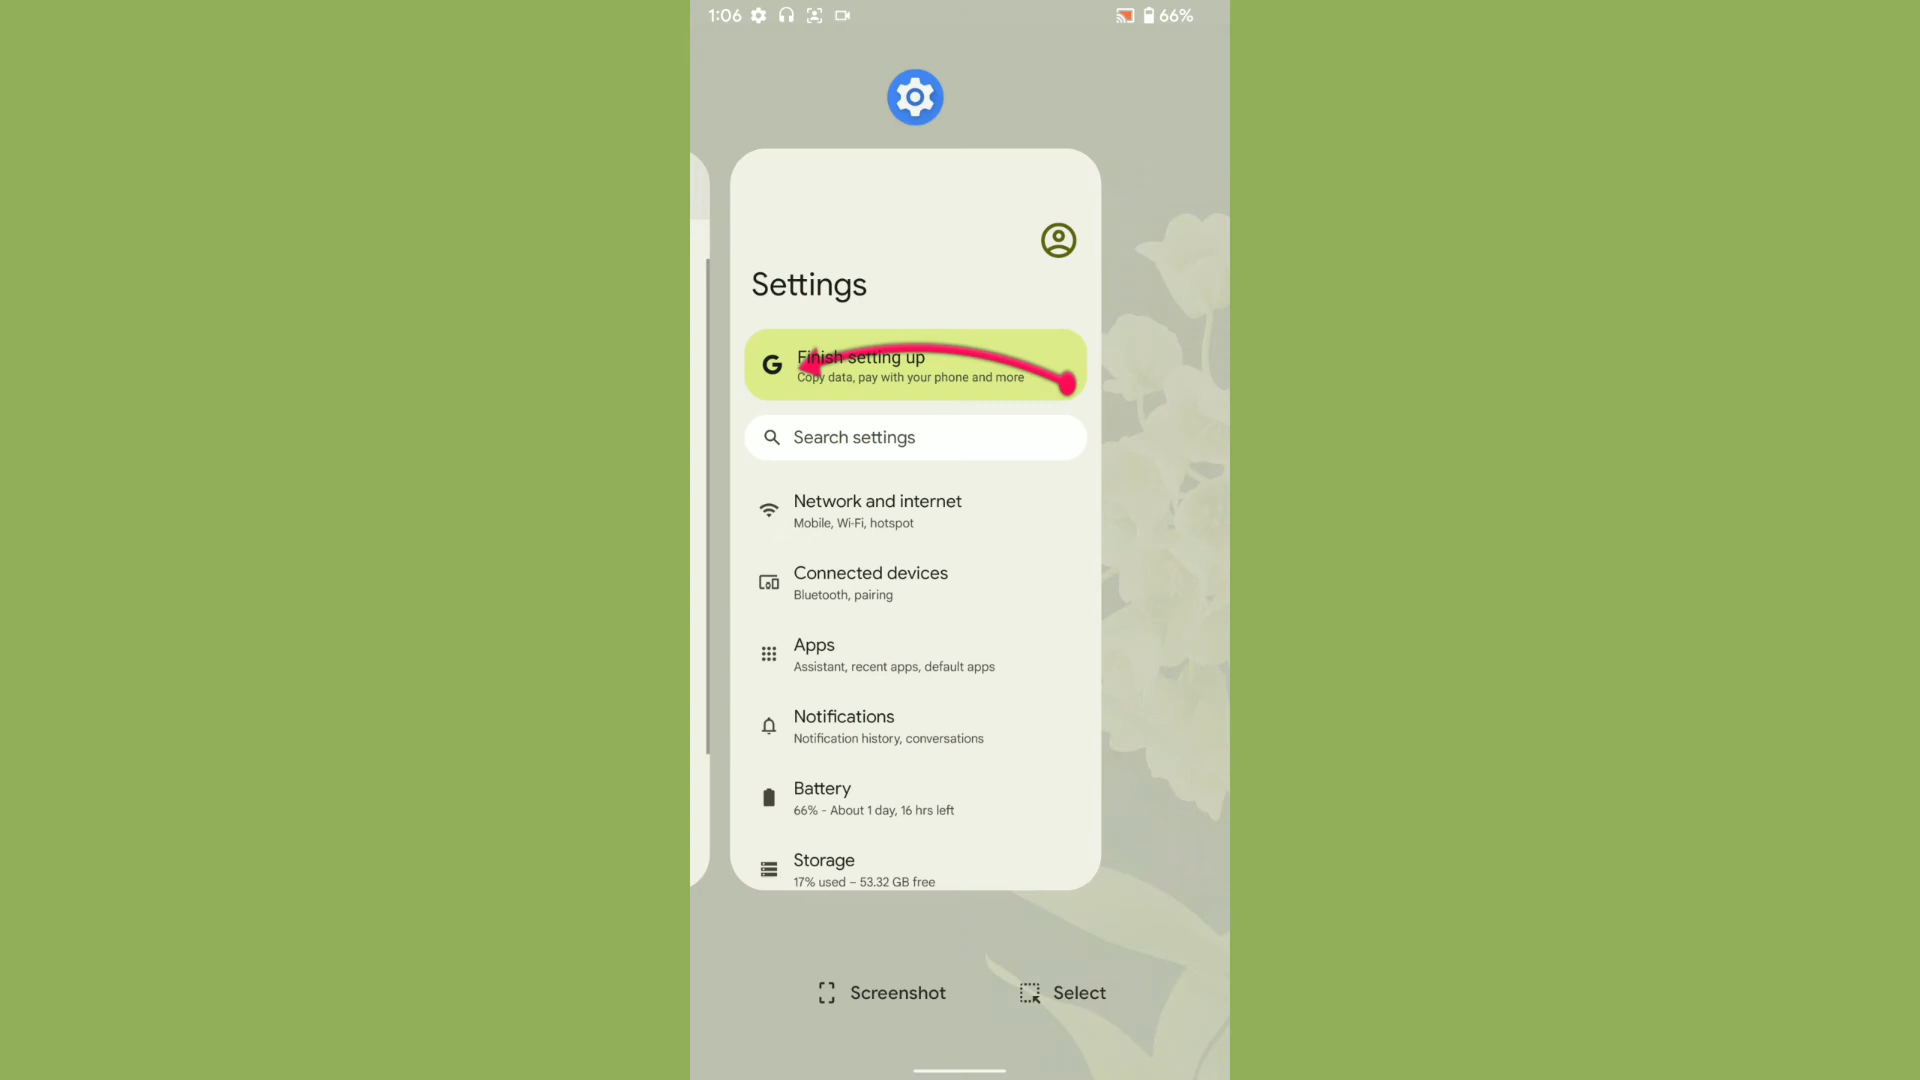 1:06
66%
Settings
G
Finish setting up
Copy data, pay with your phone and more
Search settings
Network and internet
Mobile, Wi-Fi, hotspot
Connected devices
Bluetooth, pairing
Apps
Assistant, recent apps, default apps
Notifications
Notification history, conversations
Battery
66% - About 1 day, 16 hrs left
Storage
17% used – 53.32 GB free
Screenshot
Select